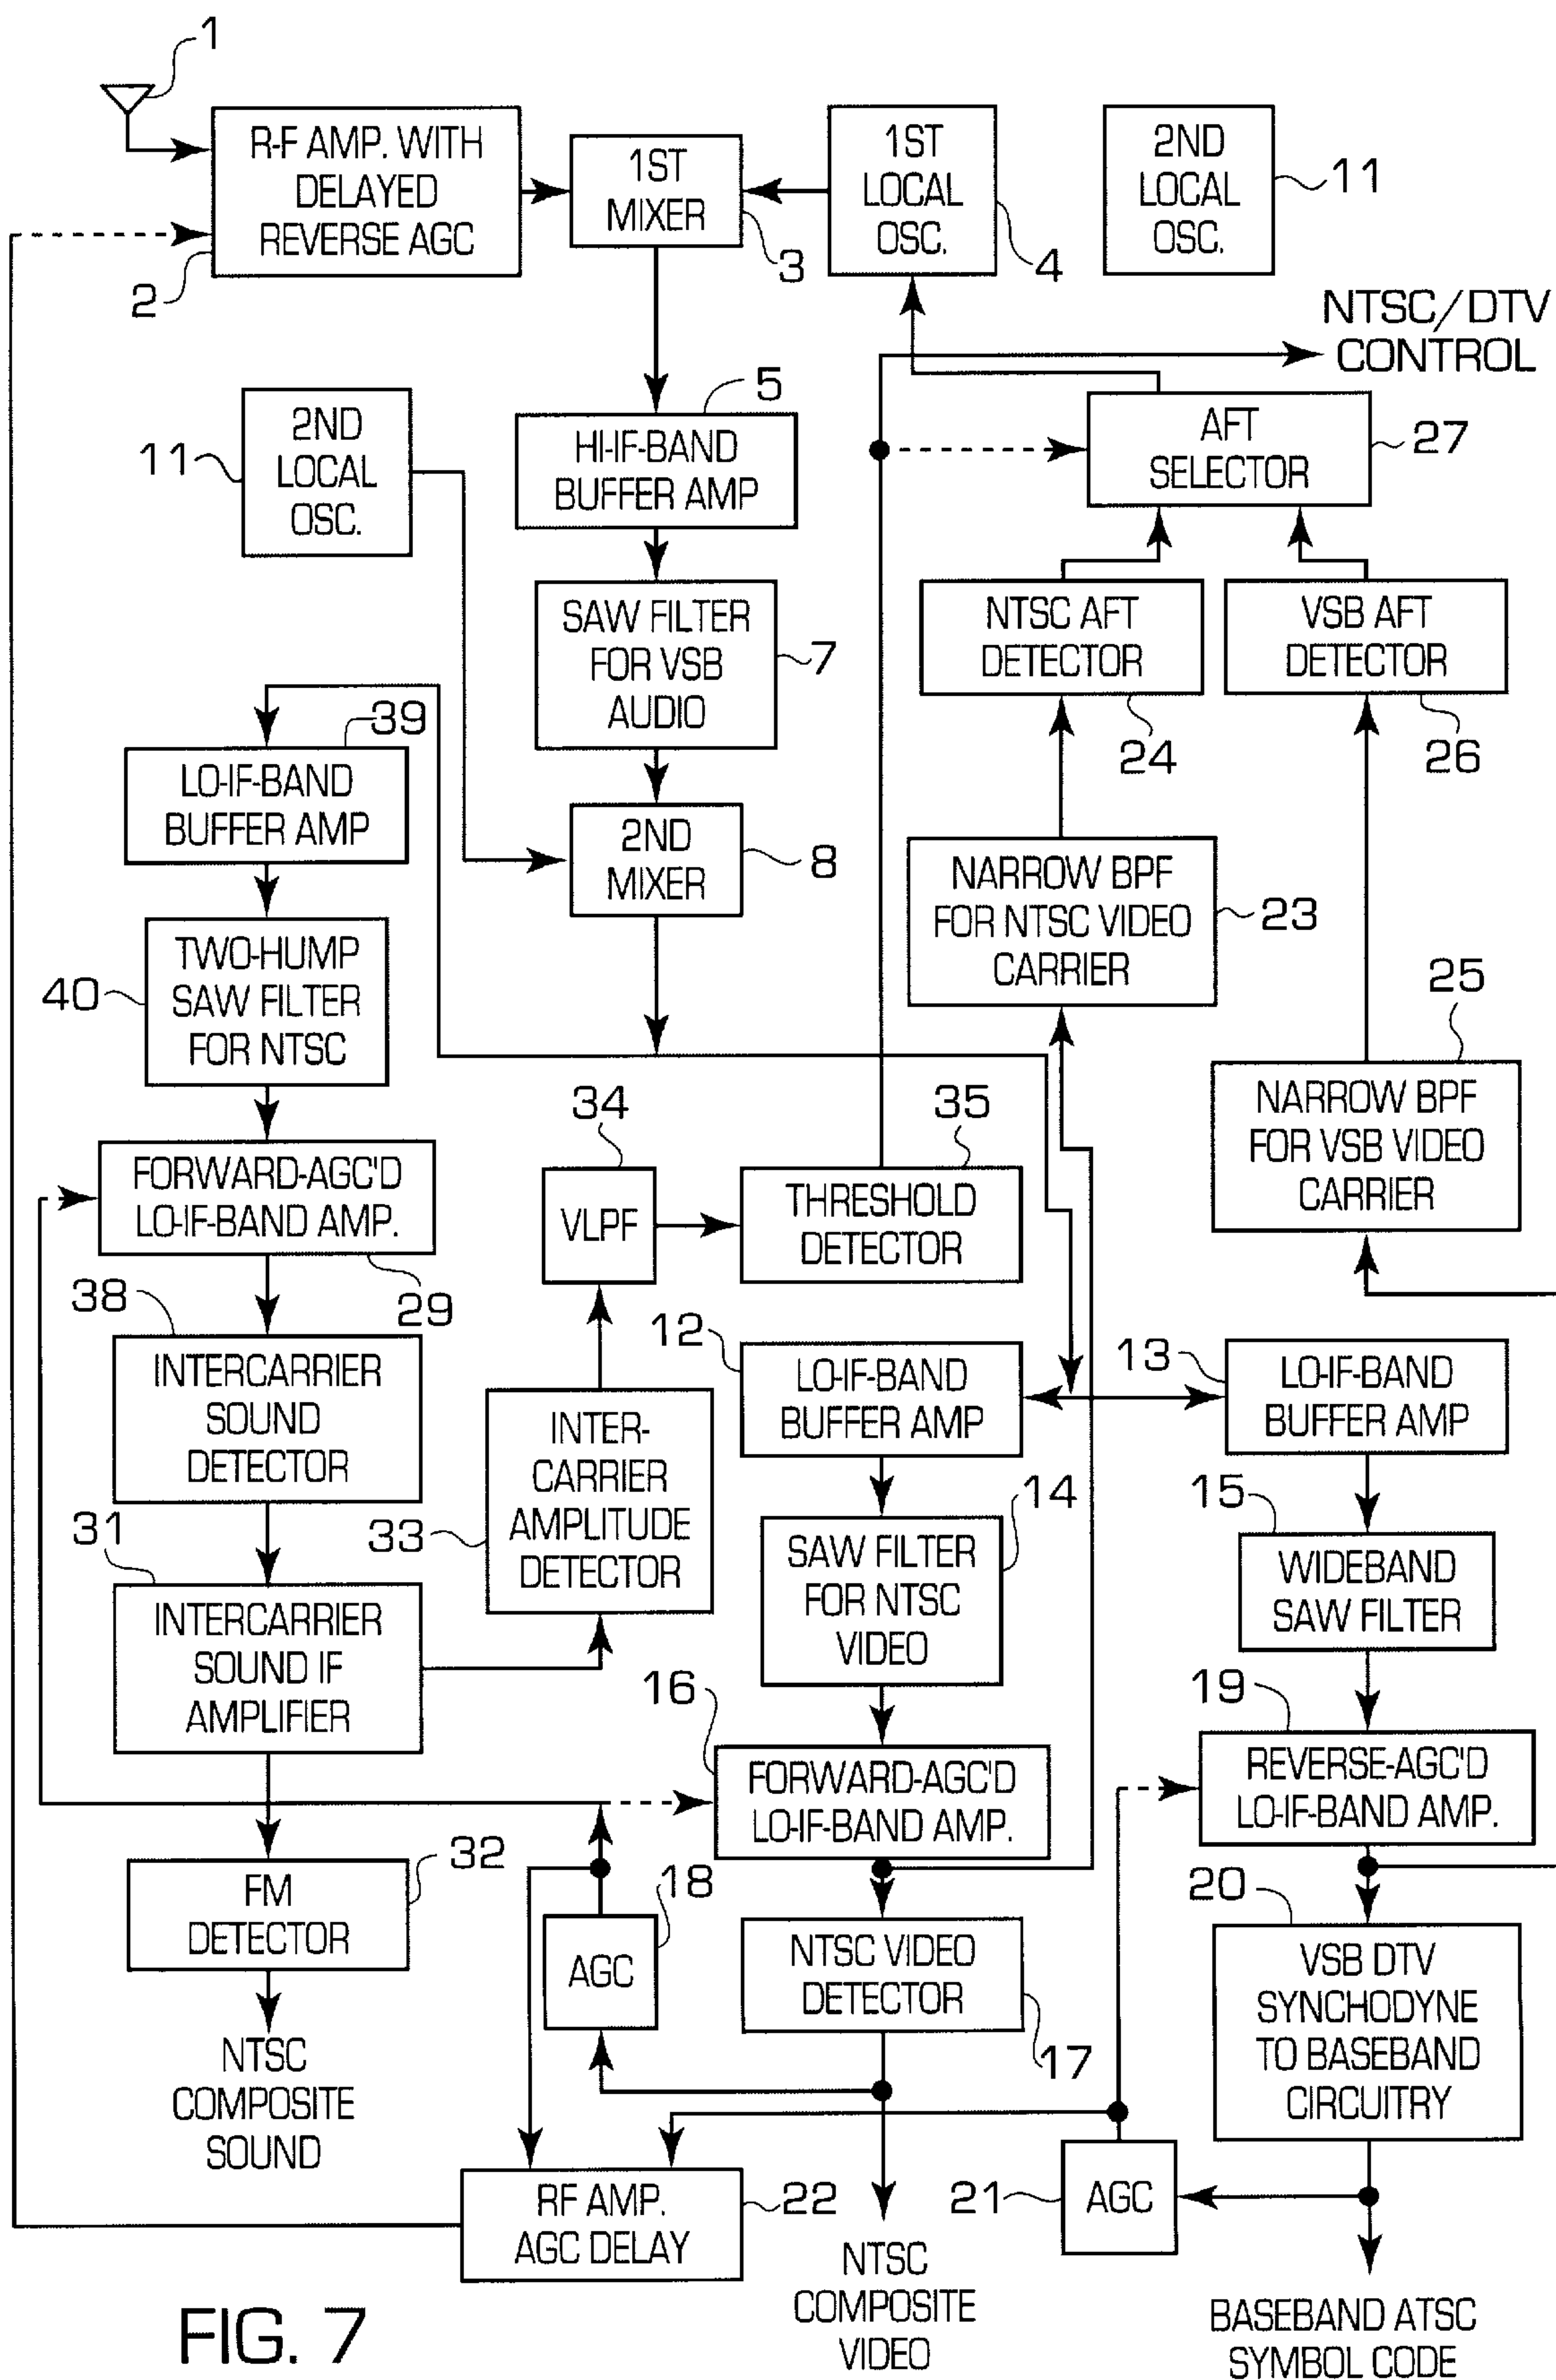 1
R-F AMP. WITH
DELAYED
REVERSE AGC
2
1ST
MIXER
3
1ST
LOCAL
OSC.
4
2ND
LOCAL
OSC.
11
NTSC/DTV
CONTROL
2ND
LOCAL
OSC.
11
5
HI-IF-BAND
BUFFER AMP
AFT
SELECTOR
27
SAW FILTER
FOR VSB
AUDIO
7
NTSC AFT
DETECTOR
24
VSB AFT
DETECTOR
26
39
LO-IF-BAND
BUFFER AMP
2ND
MIXER
8
NARROW BPF
FOR NTSC VIDEO
CARRIER
23
40
TWO-HUMP
SAW FILTER
FOR NTSC
25
NARROW BPF
FOR VSB VIDEO
CARRIER
34
VLPF
35
THRESHOLD
DETECTOR
FORWARD-AGC'D
LO-IF-BAND AMP.
29
38
INTERCARRIER
SOUND
DETECTOR
12
LO-IF-BAND
BUFFER AMP
13
LO-IF-BAND
BUFFER AMP
INTER-
CARRIER
AMPLITUDE
DETECTOR
33
31
INTERCARRIER
SOUND IF
AMPLIFIER
14
SAW FILTER
FOR NTSC
VIDEO
15
WIDEBAND
SAW FILTER
16
FORWARD-AGC'D
LO-IF-BAND AMP.
19
REVERSE-AGC'D
LO-IF-BAND AMP.
32
FM
DETECTOR
18
AGC
NTSC VIDEO
DETECTOR
17
20
VSB DTV
SYNCHODYNE
TO BASEBAND
CIRCUITRY
NTSC
COMPOSITE
SOUND
RF AMP.
AGC DELAY
22
21
AGC
NTSC
COMPOSITE
VIDEO
BASEBAND ATSC
SYMBOL CODE
FIG. 7